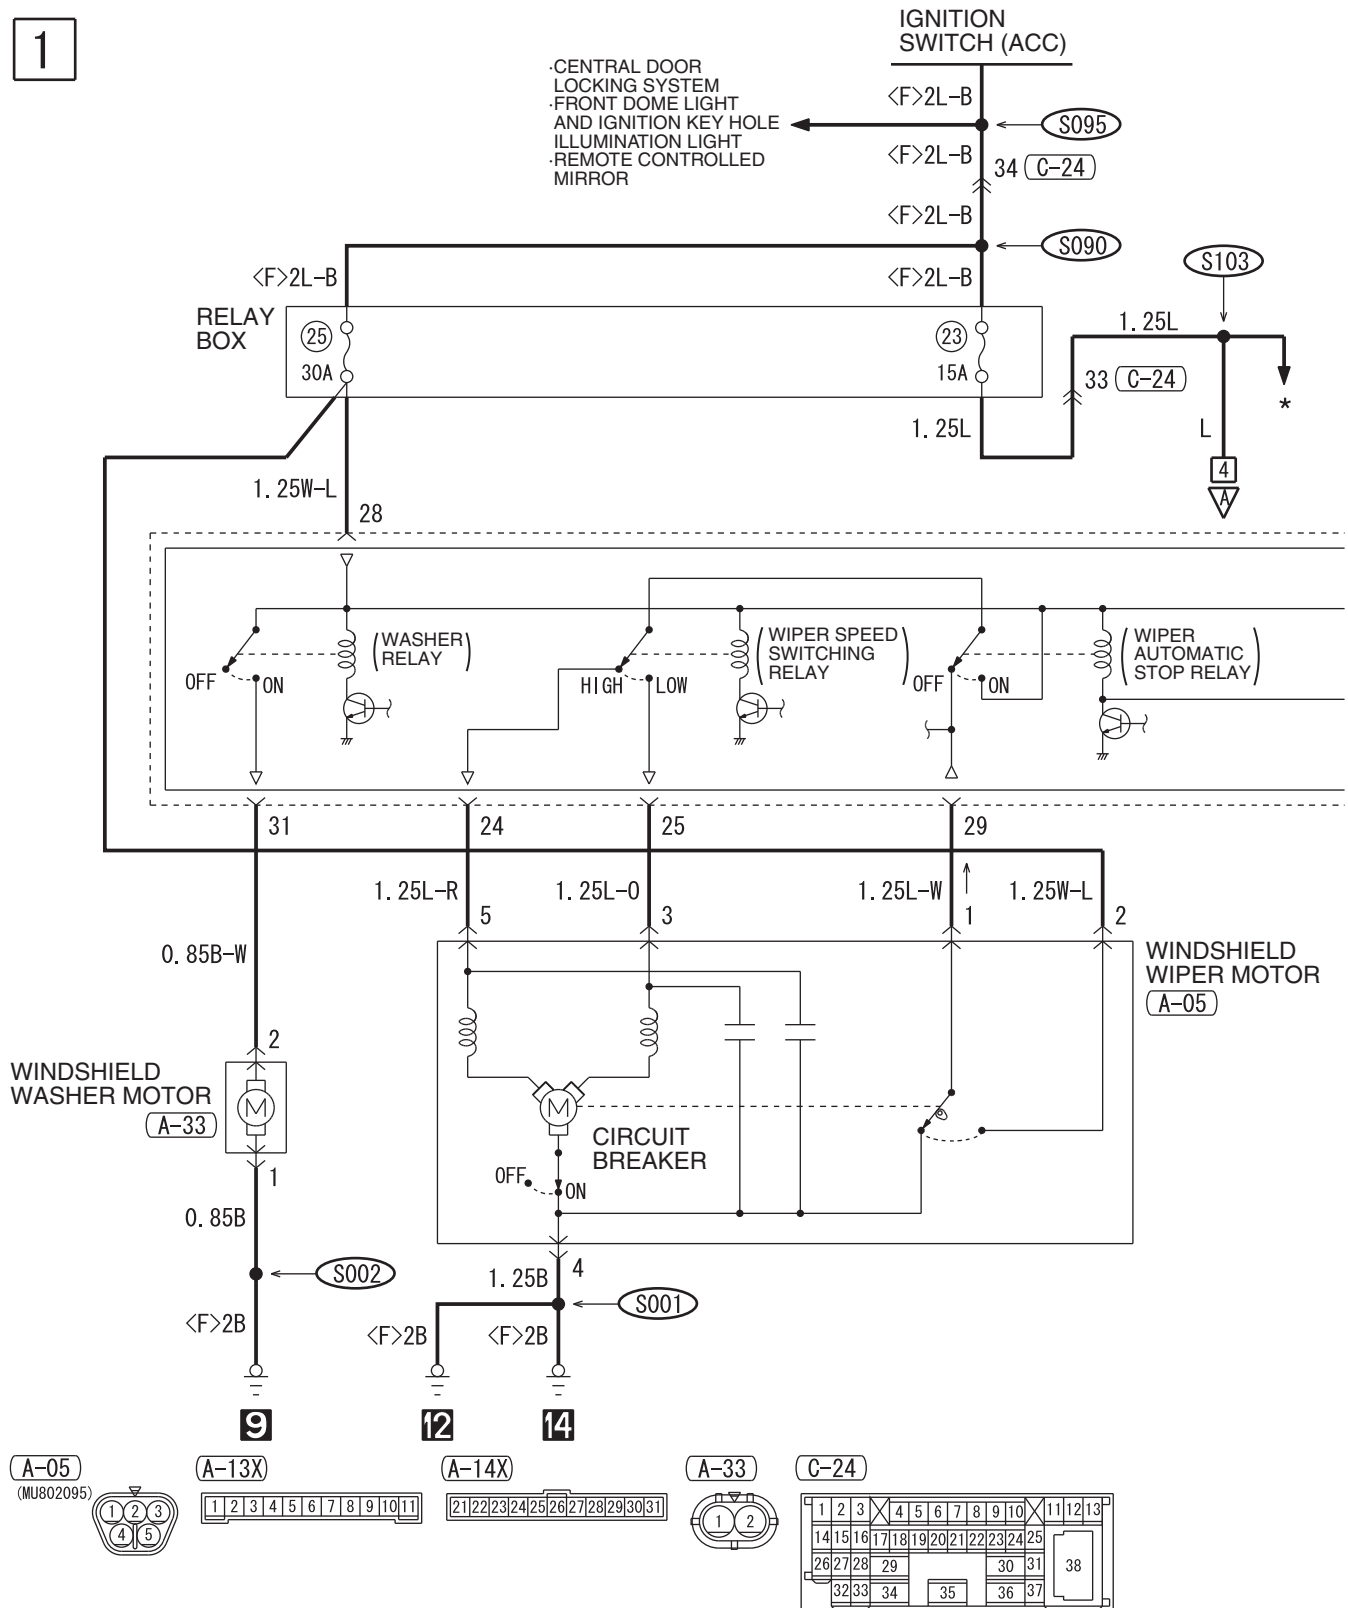 1
IGNITION
SWITCH (ACC)
·CENTRAL DOOR
LOCKING SYSTEM
·FRONT DOME LIGHT
AND IGNITION KEY HOLE
ILLUMINATION LIGHT
·REMOTE CONTROLLED
MIRROR
<F>2L-B
S095
<F>2L-B
34 C-24
<F>2L-B
S090
<F>2L-B
<F>2L-B
S103
RELAY
BOX
25
30A
23
15A
1.25L
33 C-24
*
1.25L
L
4
A
1.25W-L
28
(WASHER
RELAY)
OFF
ON
(WIPER SPEED
SWITCHING
RELAY)
HIGH
LOW
OFF
ON
(WIPER
AUTOMATIC
STOP RELAY)
31
24
25
29
1.25L-R
1.25L-O
1.25L-W
1.25W-L
5
3
1
2
0.85B-W
WINDSHIELD
WIPER MOTOR
A-05
2
WINDSHIELD
WASHER MOTOR
A-33
M
M
CIRCUIT
BREAKER
OFF
ON
1
0.85B
S002
4
1.25B
S001
<F>2B
<F>2B
<F>2B
9
12
14
A-05
(MU802095)
1 2 3
4 5
A-13X
1 2 3 4 5 6 7 8 9 10 11
A-14X
21 22 23 24 25 26 27 28 29 30 31
A-33
1 2
C-24
1 2 3 4 5 6 7 8 9 10 11 12 13
14 15 16 17 18 19 20 21 22 23 24 25
26 27 28 29 30 31 38
32 33 34 35 36 37